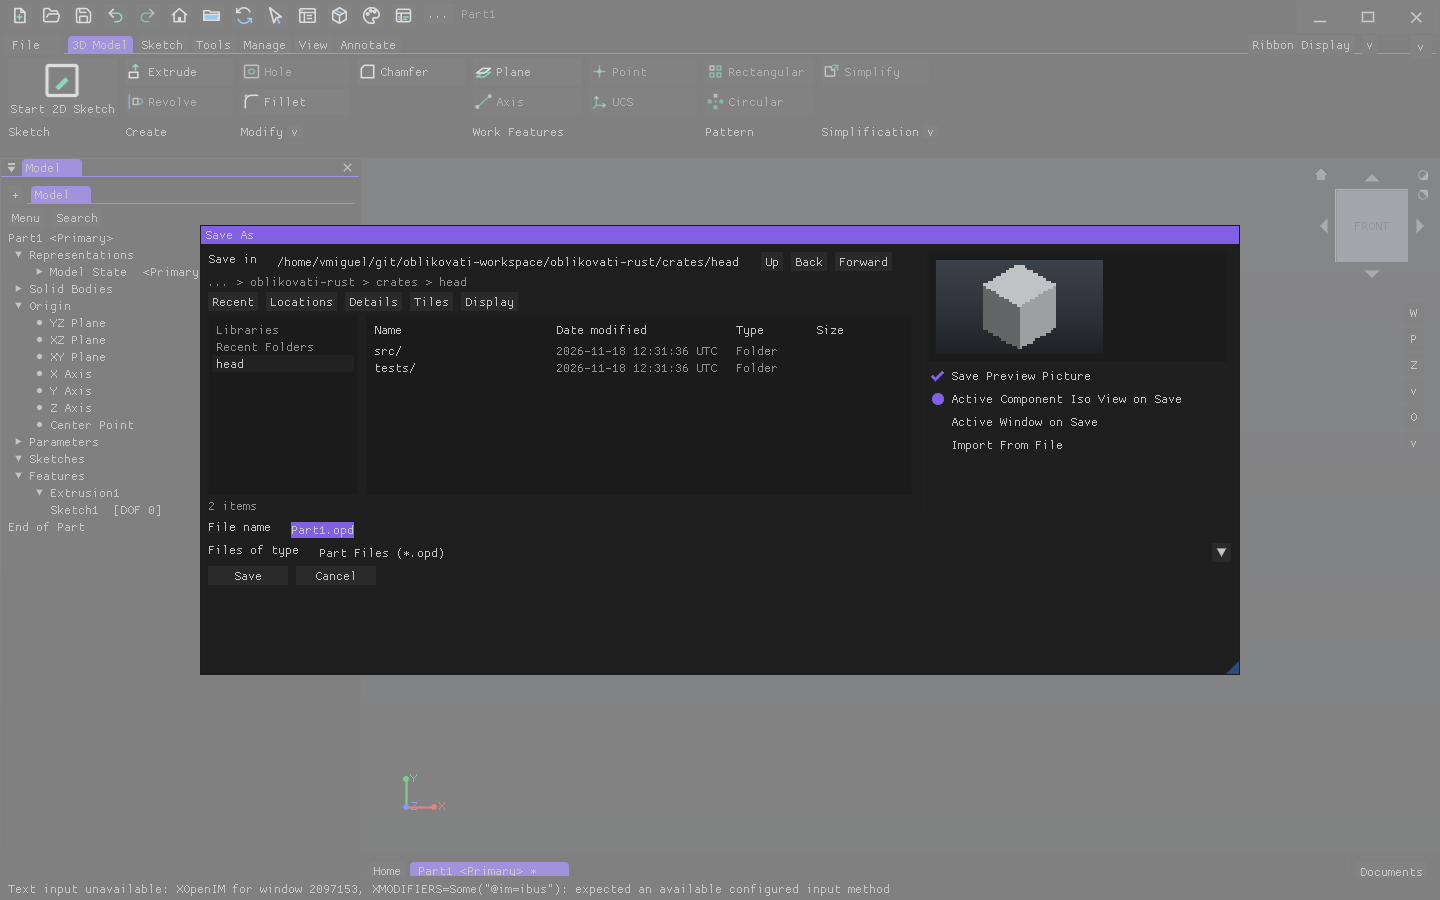 ... Part1
File 3D Model Sketch Tools Manage View Annotate Ribbon Display v v
Extrude Hole Chamfer Plane Point Rectangular Simplify
Start 2D Sketch Revolve Fillet Axis UCS Circular
Sketch Create Modify v Work Features Pattern Simplification v
Model
+ Model
Menu Search
Part1 <Primary>
Representations
Model State <Primary
Solid Bodies
Origin
YZ Plane
XZ Plane
XY Plane
X Axis
Y Axis
Z Axis
Center Point
Parameters
Sketches
Features
Extrusion1
Sketch1 [DOF 0]
End of Part
Save As
Save in /home/vmiguel/git/oblikovati-workspace/oblikovati-rust/crates/head Up Back Forward
... > oblikovati-rust > crates > head
Recent Locations Details Tiles Display
Libraries
Recent Folders
head
Name Date modified Type Size
src/ 2026-11-18 12:31:36 UTC Folder
tests/ 2026-11-18 12:31:36 UTC Folder
Save Preview Picture
Active Component Iso View on Save
Active Window on Save
Import From File
2 items
File name Part1.opd
Files of type Part Files (*.opd)
Save Cancel
FRONT
W
P
Z
v
O
v
Y
Z X
Home Part1 <Primary> * Documents
Text input unavailable: XOpenIM for window 2097153, XMODIFIERS=Some("@im=ibus"): expected an available configured input method